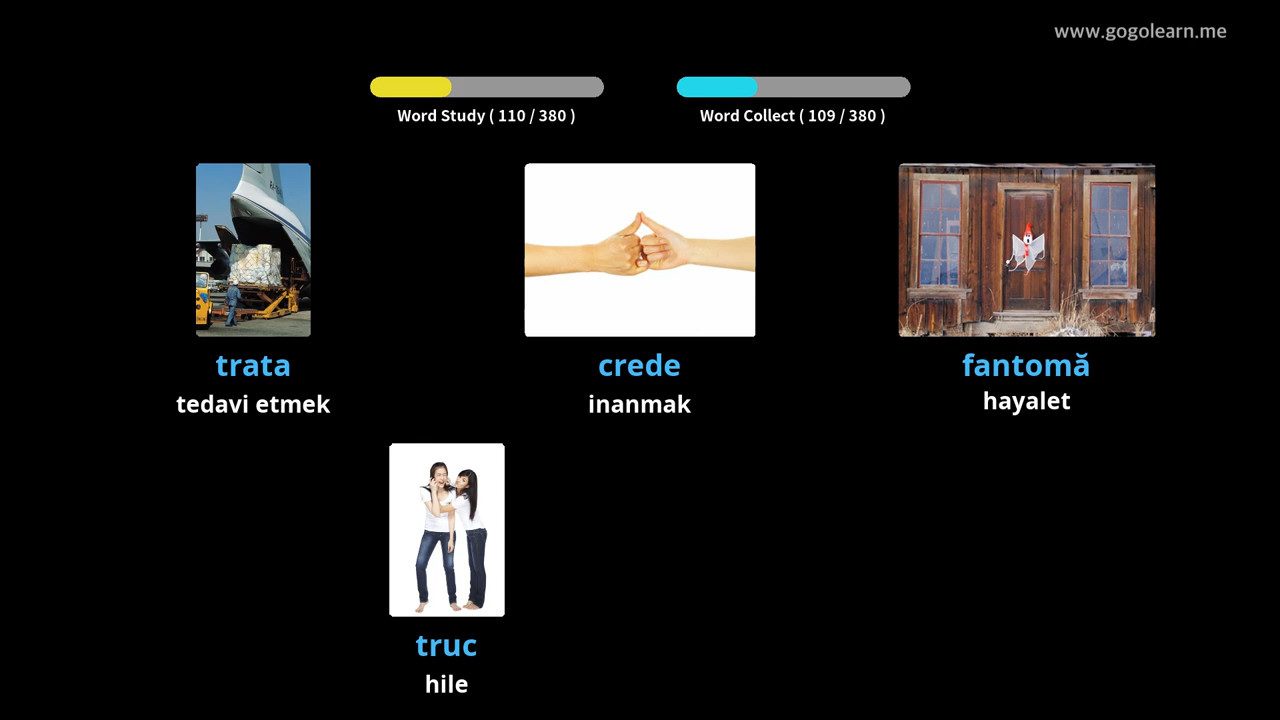 www.gogolearn.me
Word Study ( 110 / 380 )
Word Collect ( 109 / 380 )
trata
tedavi etmek
crede
inanmak
fantomă
hayalet
truc
hile